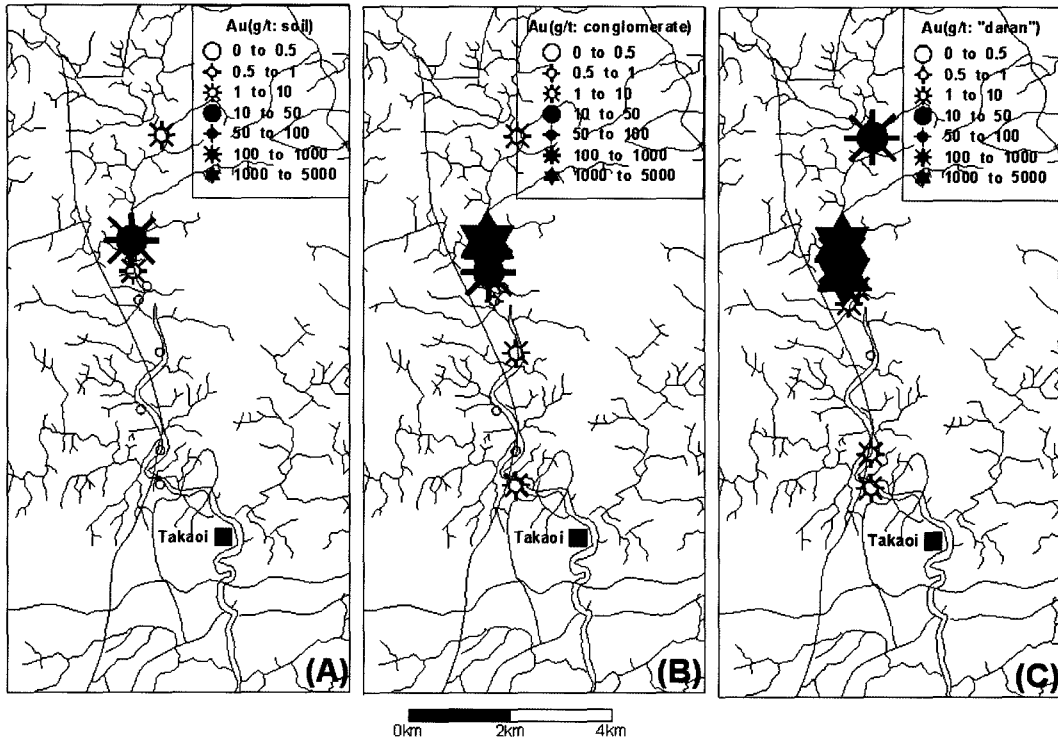 Au(g/t: soil)
0 to 0.5
0.5 to 1
1 to 10
10 to 50
50 to 100
100 to 1000
1000 to 5000
Takaoi
(A)
Au(g/t: conglomerate)
0 to 0.5
0.5 to 1
1 to 10
10 to 50
50 to 100
100 to 1000
1000 to 5000
Takaoi
(B)
Au(g/t: "daran")
0 to 0.5
0.5 to 1
1 to 10
10 to 50
50 to 100
100 to 1000
1000 to 5000
Takaoi
(C)
0km 2km 4km